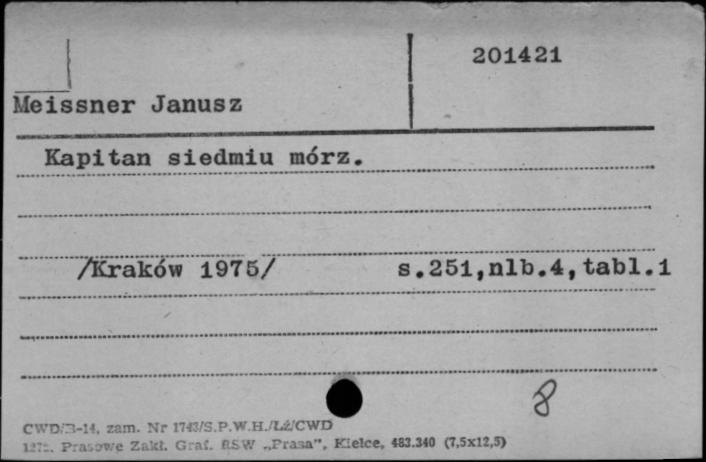 201421
Meissner Janusz
Kapitan siedmiu mórz.
/Kraków 1975/ s.251,nlb.4,tabl.1
8
CWD/B-14, zam. Nr 1743/S.P.W.H./Łź/CWD
Prasowe Zakł. Graf. RSW „Prasa", Kielce, 483.340 (7,5x12,5)